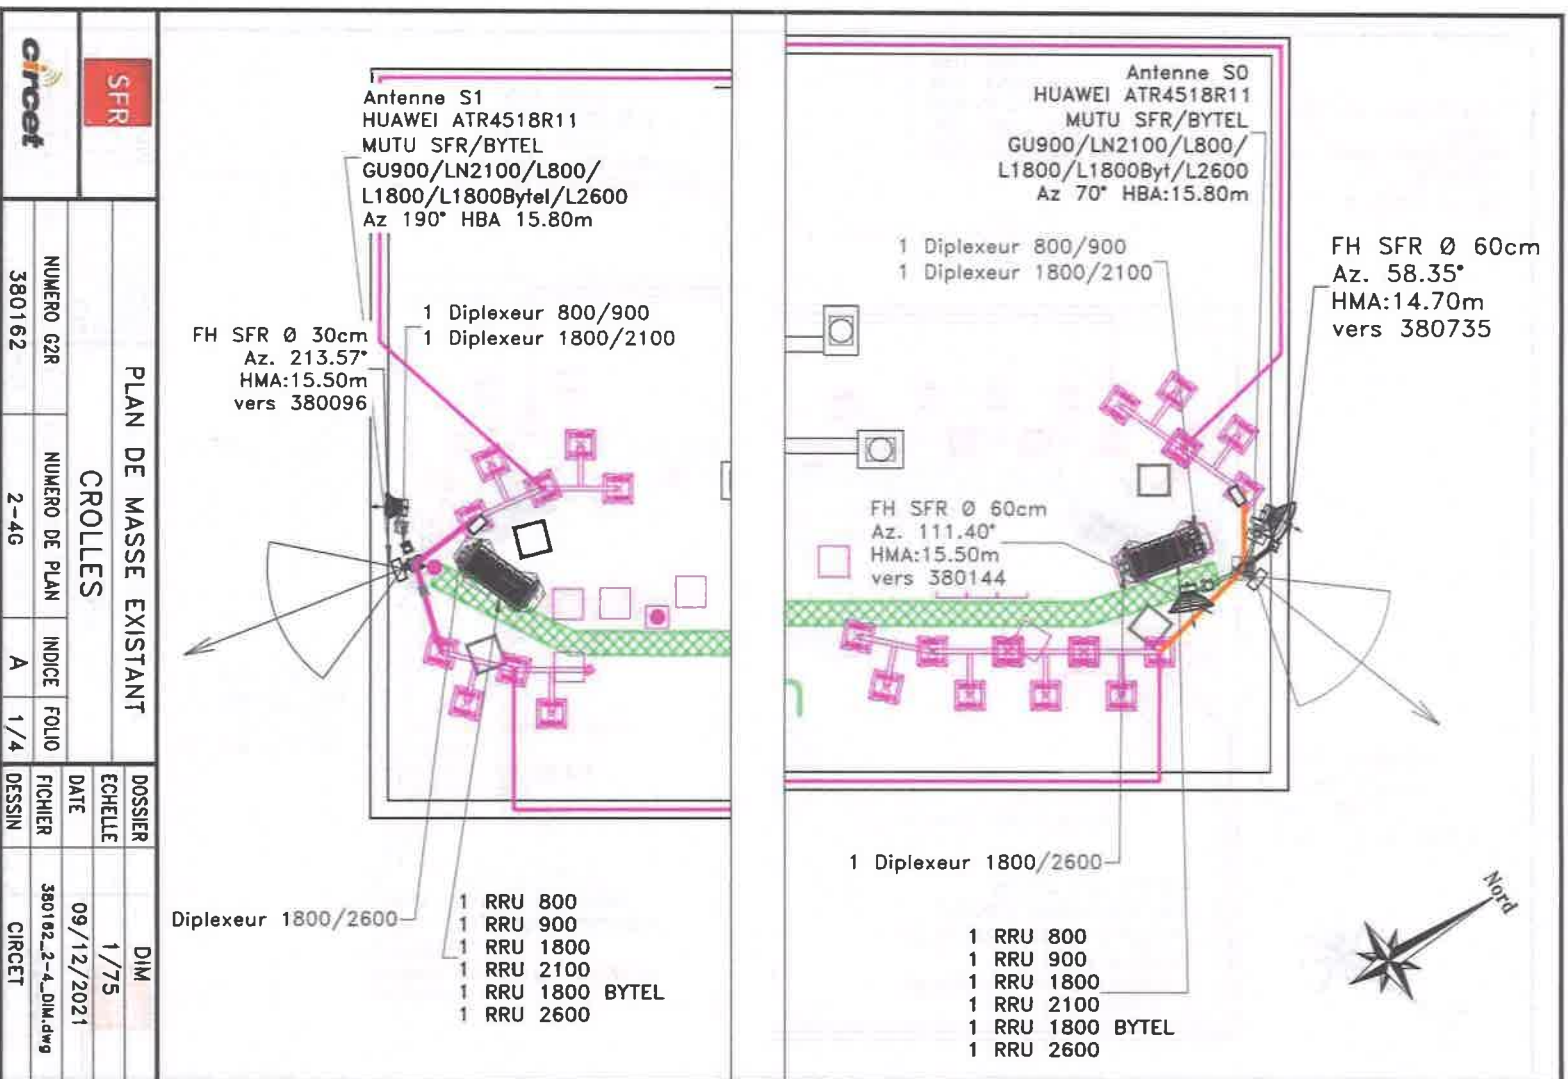 Antenne S1
HUAWEI ATR4518R11
MUTU SFR/BYTEL
GU900/LN2100/L800/
L1800/L1800Bytel/L2600
Az 190° HBA 15.80m
1 Diplexeur 800/900
1 Diplexeur 1800/2100
FH SFR Ø 30cm
Az. 213.57°
HMA:15.50m
vers 380096
Diplexeur 1800/2600
1 RRU 800
1 RRU 900
1 RRU 1800
1 RRU 2100
1 RRU 1800 BYTEL
1 RRU 2600
Antenne S0
HUAWEI ATR4518R11
MUTU SFR/BYTEL
GU900/LN2100/L800/
L1800/L1800Byt/L2600
Az 70° HBA:15.80m
1 Diplexeur 800/900
1 Diplexeur 1800/2100
FH SFR Ø 60cm
Az. 58.35°
HMA:14.70m
vers 380735
FH SFR Ø 60cm
Az. 111.40°
HMA:15.50m
vers 380144
1 Diplexeur 1800/2600
1 RRU 800
1 RRU 900
1 RRU 1800
1 RRU 2100
1 RRU 1800 BYTEL
1 RRU 2600
Nord
SFR
circet
PLAN DE MASSE EXISTANT
CROLLES
NUMERO G2R
NUMERO DE PLAN
INDICE
FOLIO
380162
2-4G
A
1/4
DOSSIER
DIM
ECHELLE
1/75
DATE
09/12/2021
FICHIER
380162_2-4_DIM.dwg
DESSIN
CIRCET